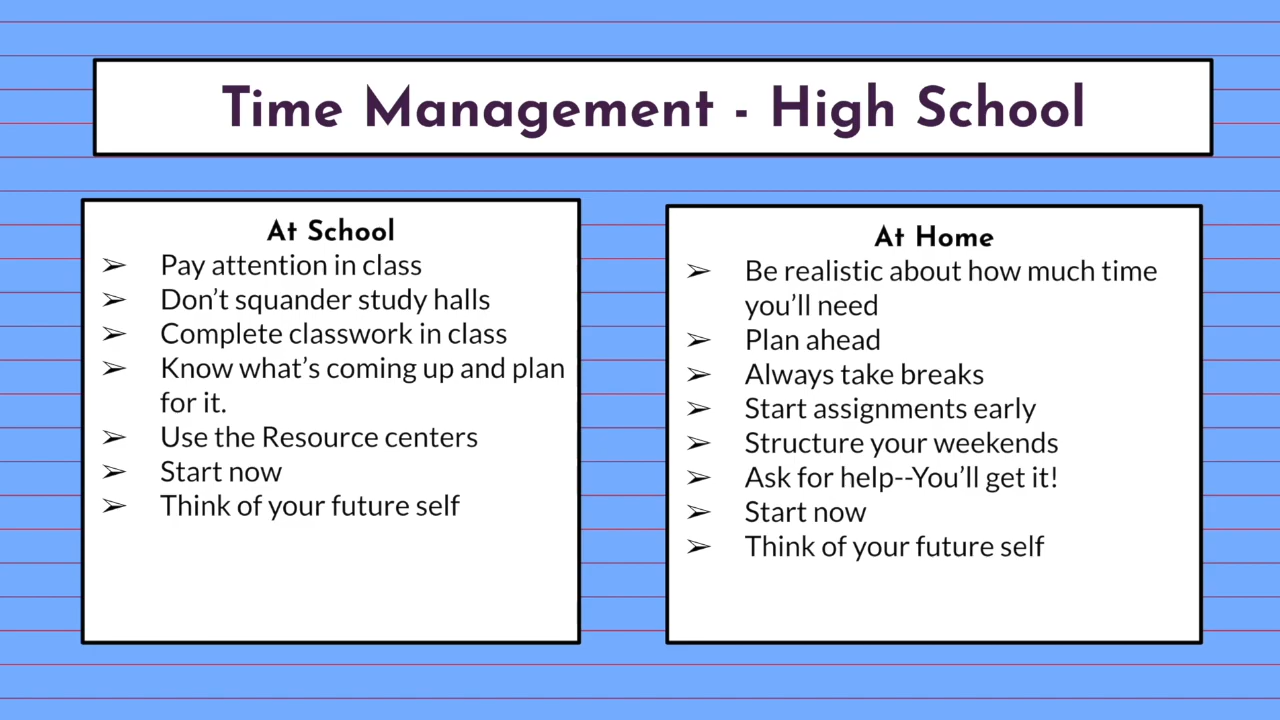 Time Management - High School
At School
➢ Pay attention in class
➢ Don’t squander study halls
➢ Complete classwork in class
➢ Know what’s coming up and plan
for it.
➢ Use the Resource centers
➢ Start now
➢ Think of your future self
At Home
➢ Be realistic about how much time
you’ll need
➢ Plan ahead
➢ Always take breaks
➢ Start assignments early
➢ Structure your weekends
➢ Ask for help--You’ll get it!
➢ Start now
➢ Think of your future self